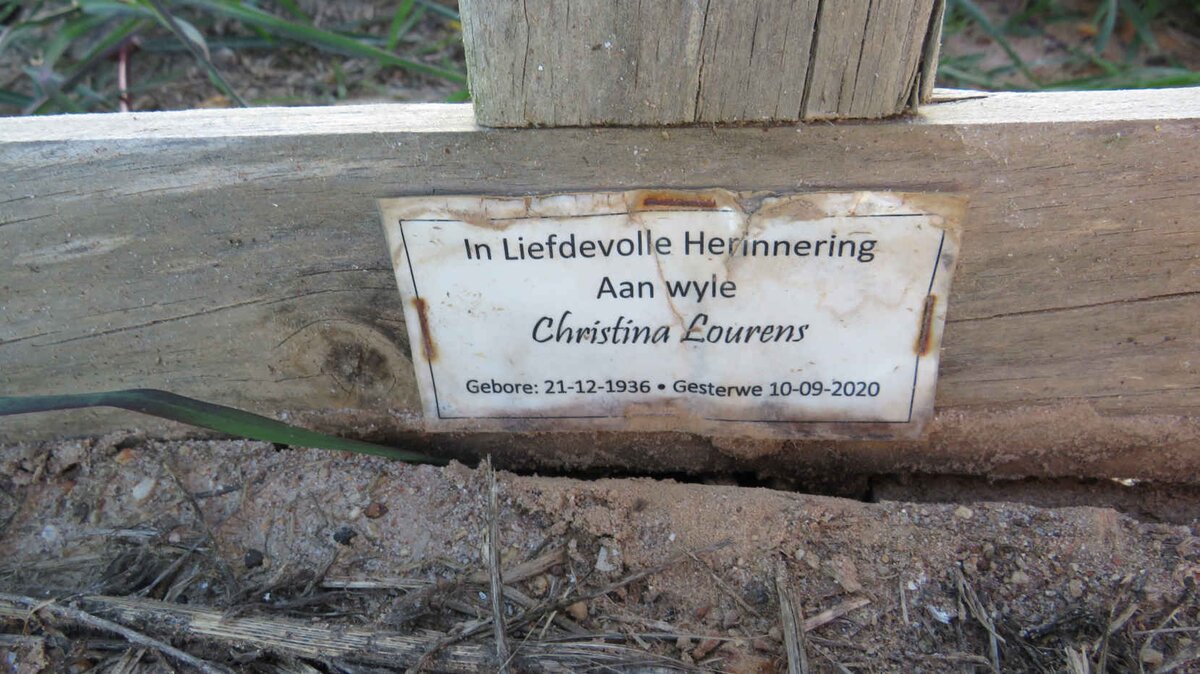 In Liefdevolle Herinnering
Aan wyle
Christina Lourens
Gebore: 21-12-1936 • Gesterwe 10-09-2020